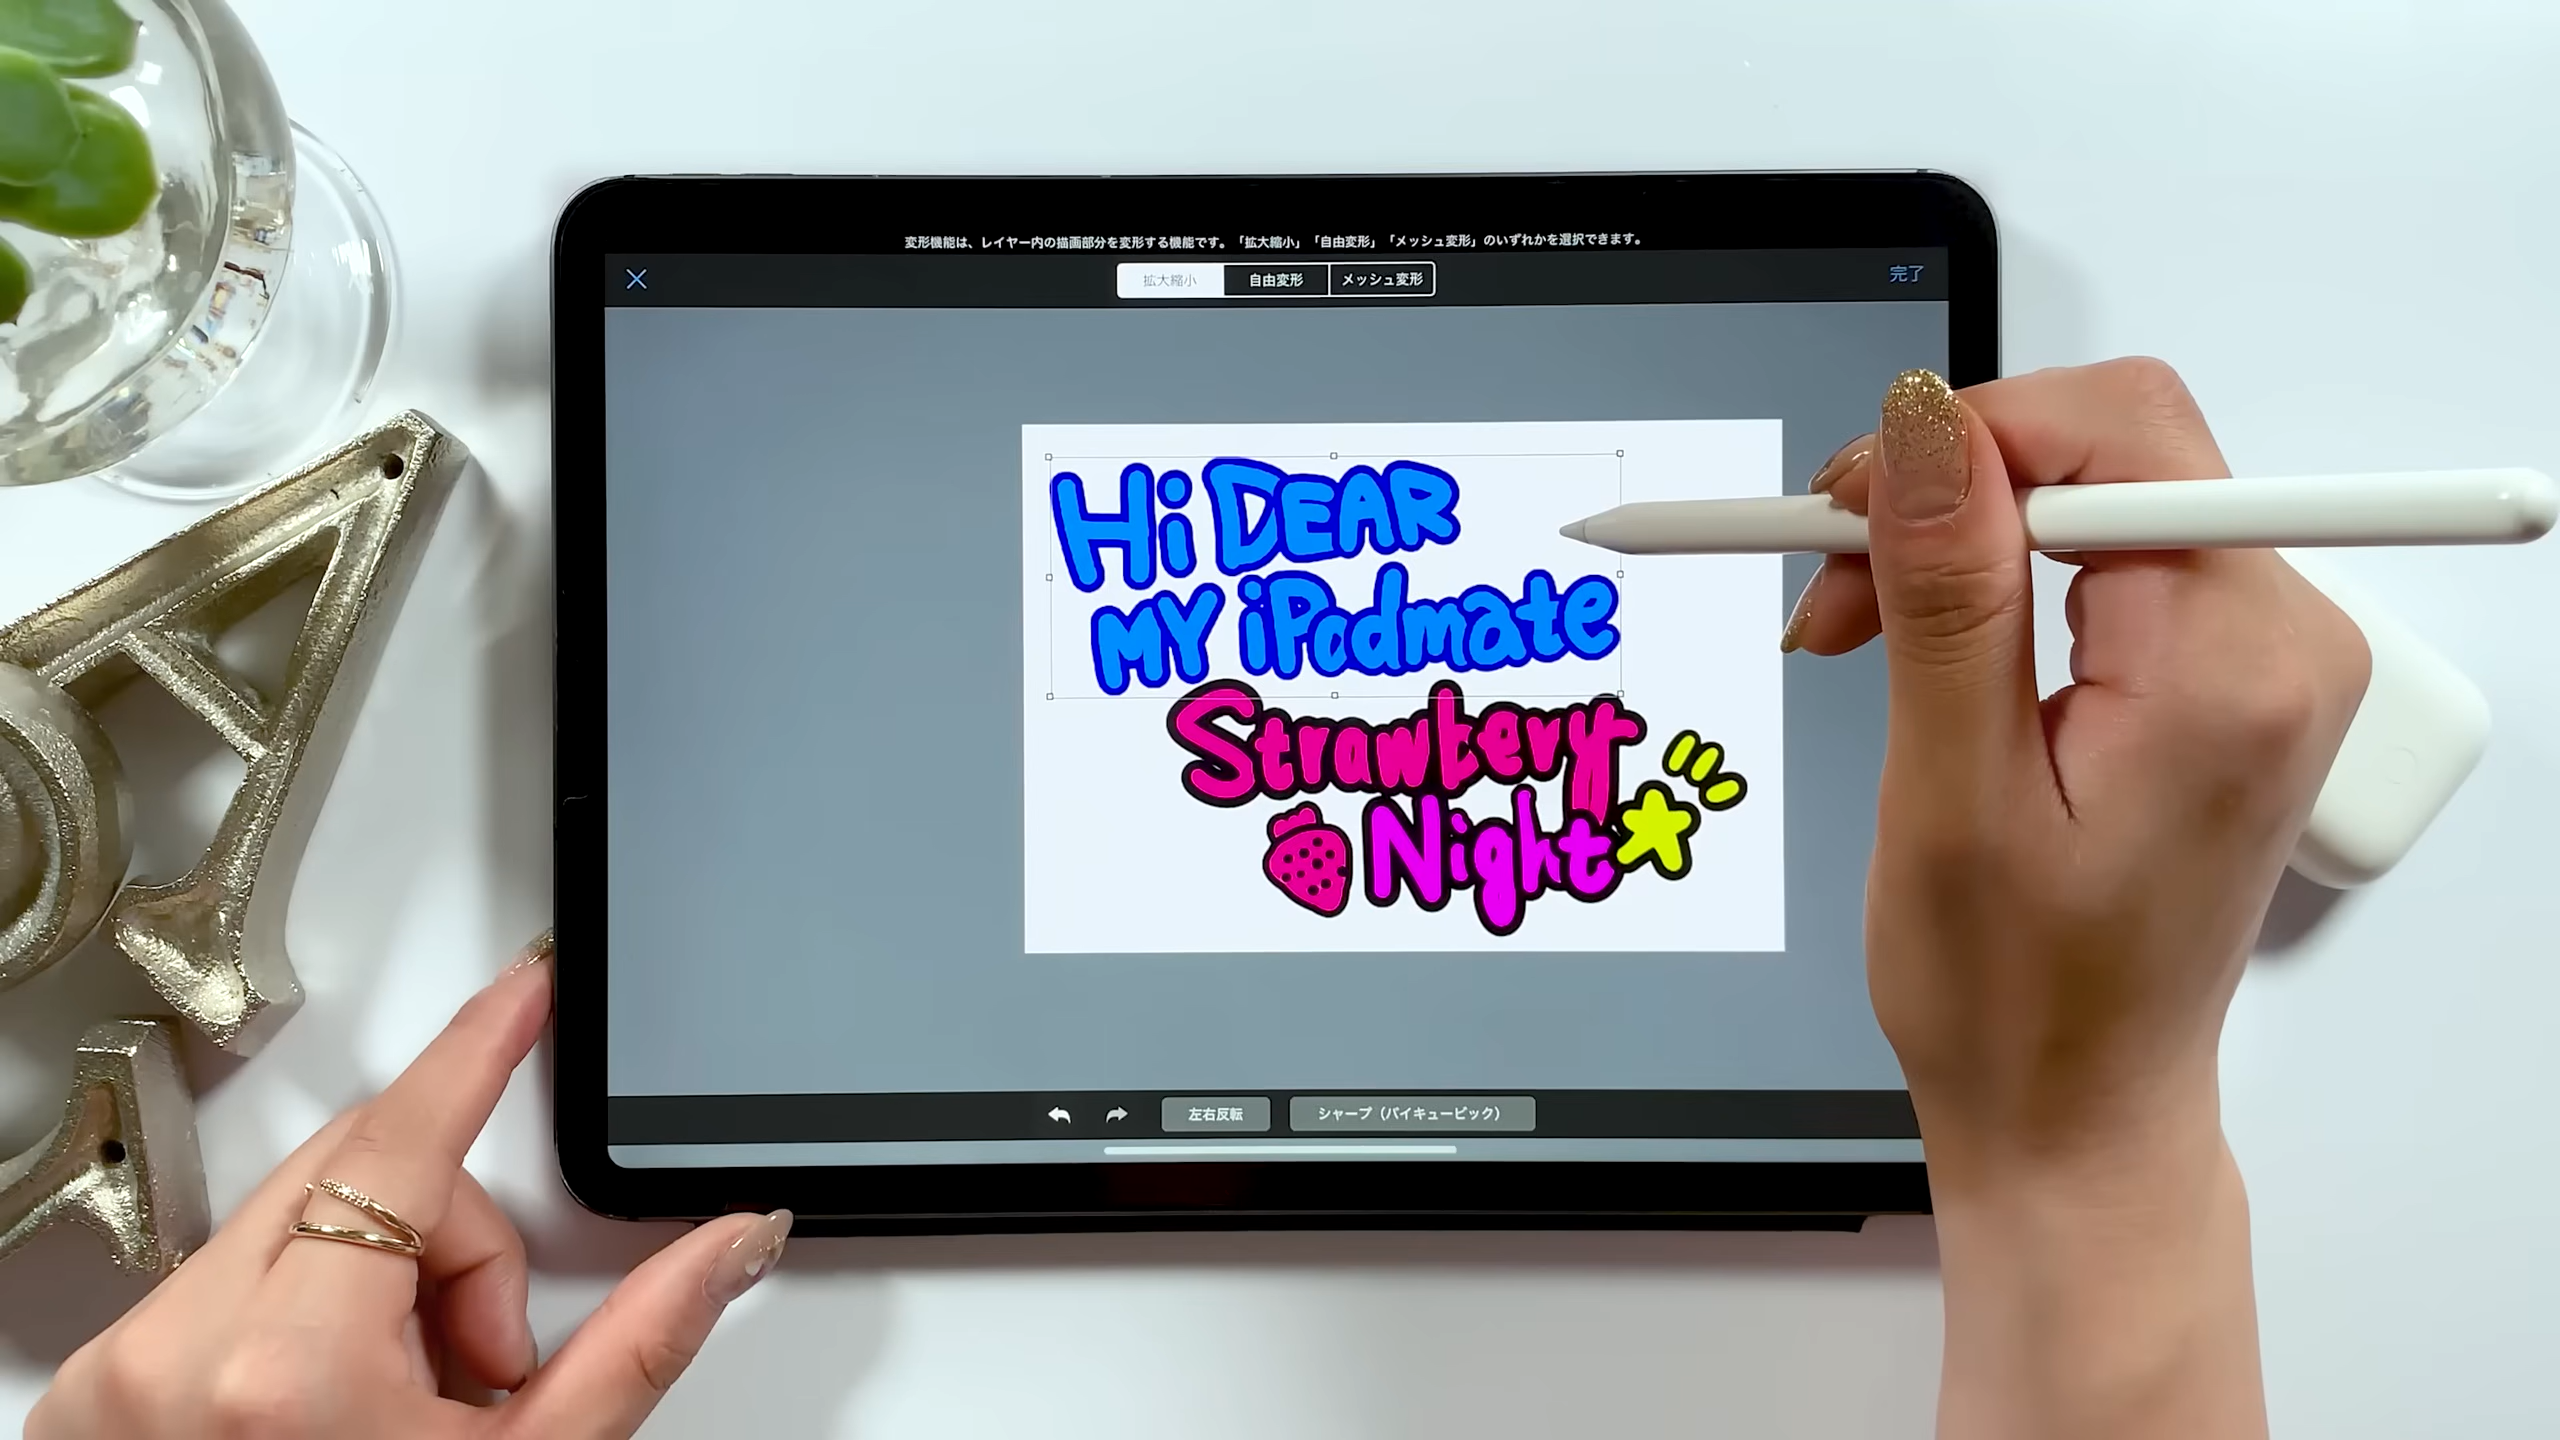 変形機能は、レイヤー内の描画部分を変形する機能です。「拡大縮小」「自由変形」「メッシュ変形」のいずれかを選択できます。
拡大縮小 自由変形 メッシュ変形 完了
Hi DEAR
MY iPodmate
Strawbery
Night
左右反転 シャープ（バイキュービック）